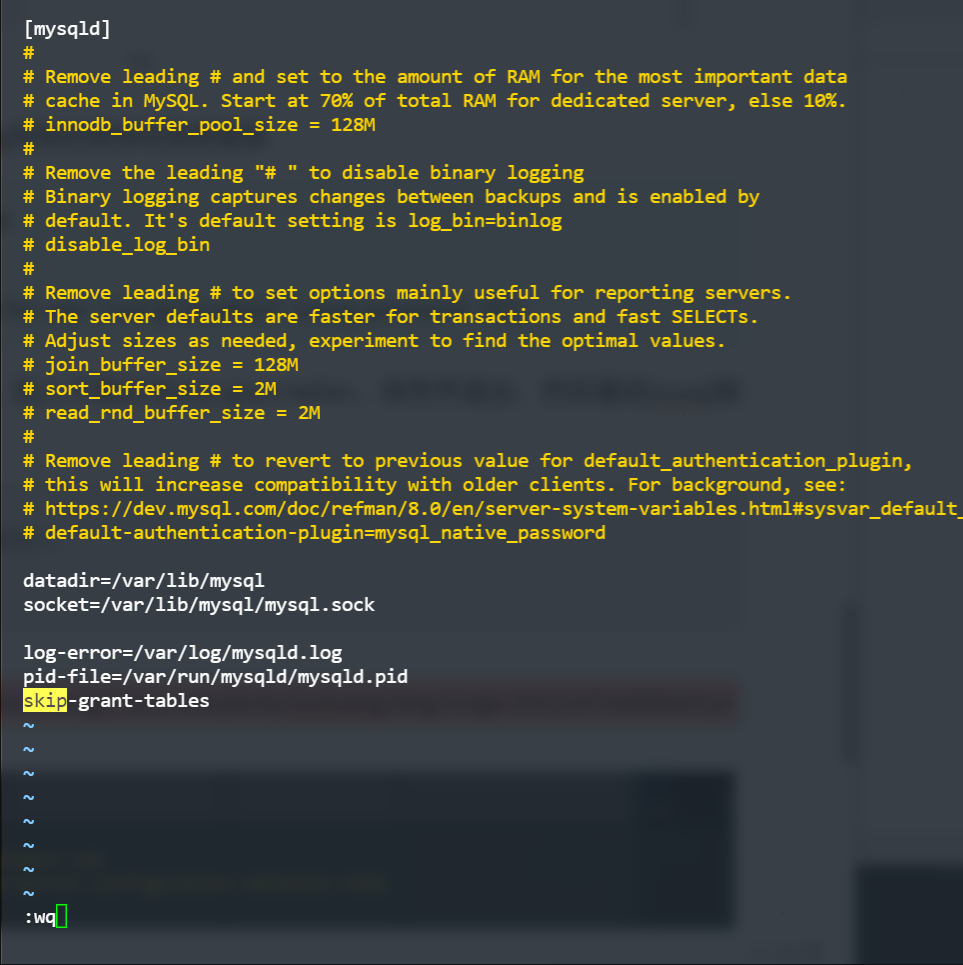 [mysqld]
#
# Remove leading # and set to the amount of RAM for the most important data
# cache in MySQL. Start at 70% of total RAM for dedicated server, else 10%.
# innodb_buffer_pool_size = 128M
#
# Remove the leading "# " to disable binary logging
# Binary logging captures changes between backups and is enabled by
# default. It's default setting is log_bin=binlog
# disable_log_bin
#
# Remove leading # to set options mainly useful for reporting servers.
# The server defaults are faster for transactions and fast SELECTs.
# Adjust sizes as needed, experiment to find the optimal values.
# join_buffer_size = 128M
# sort_buffer_size = 2M
# read_rnd_buffer_size = 2M
#
# Remove leading # to revert to previous value for default_authentication_plugin,
# this will increase compatibility with older clients. For background, see:
# https://dev.mysql.com/doc/refman/8.0/en/server-system-variables.html#sysvar_default_
# default-authentication-plugin=mysql_native_password
datadir=/var/lib/mysql
socket=/var/lib/mysql/mysql.sock
log-error=/var/log/mysqld.log
pid-file=/var/run/mysqld/mysqld.pid
skip-grant-tables
~
~
~
~
~
~
~
~
:wq